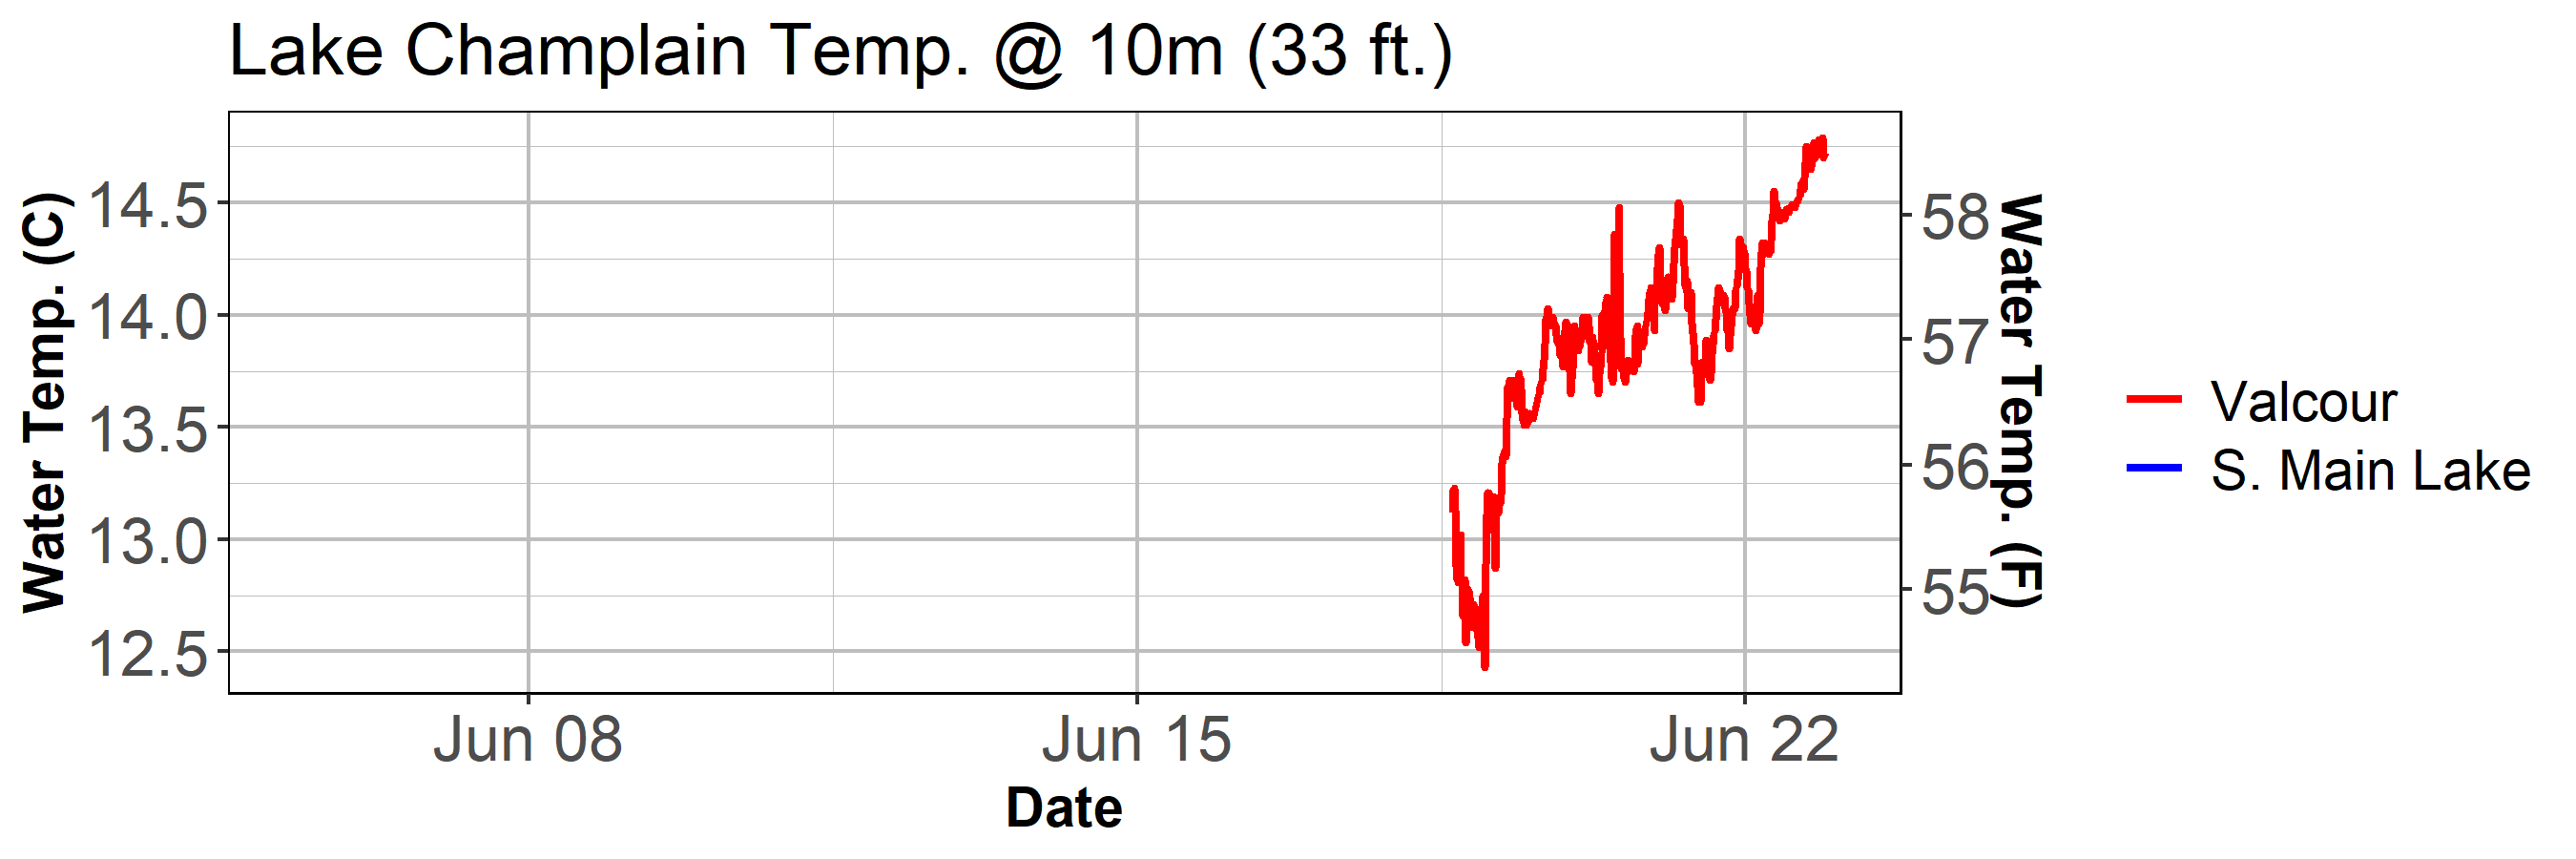 Lake Champlain Temp. @ 10m (33 ft.)
Water Temp. (C)
14.5
14.0
13.5
13.0
12.5
58
57
56
55
Water Temp. (F)
Jun 08
Jun 15
Jun 22
Date
Valcour
S. Main Lake